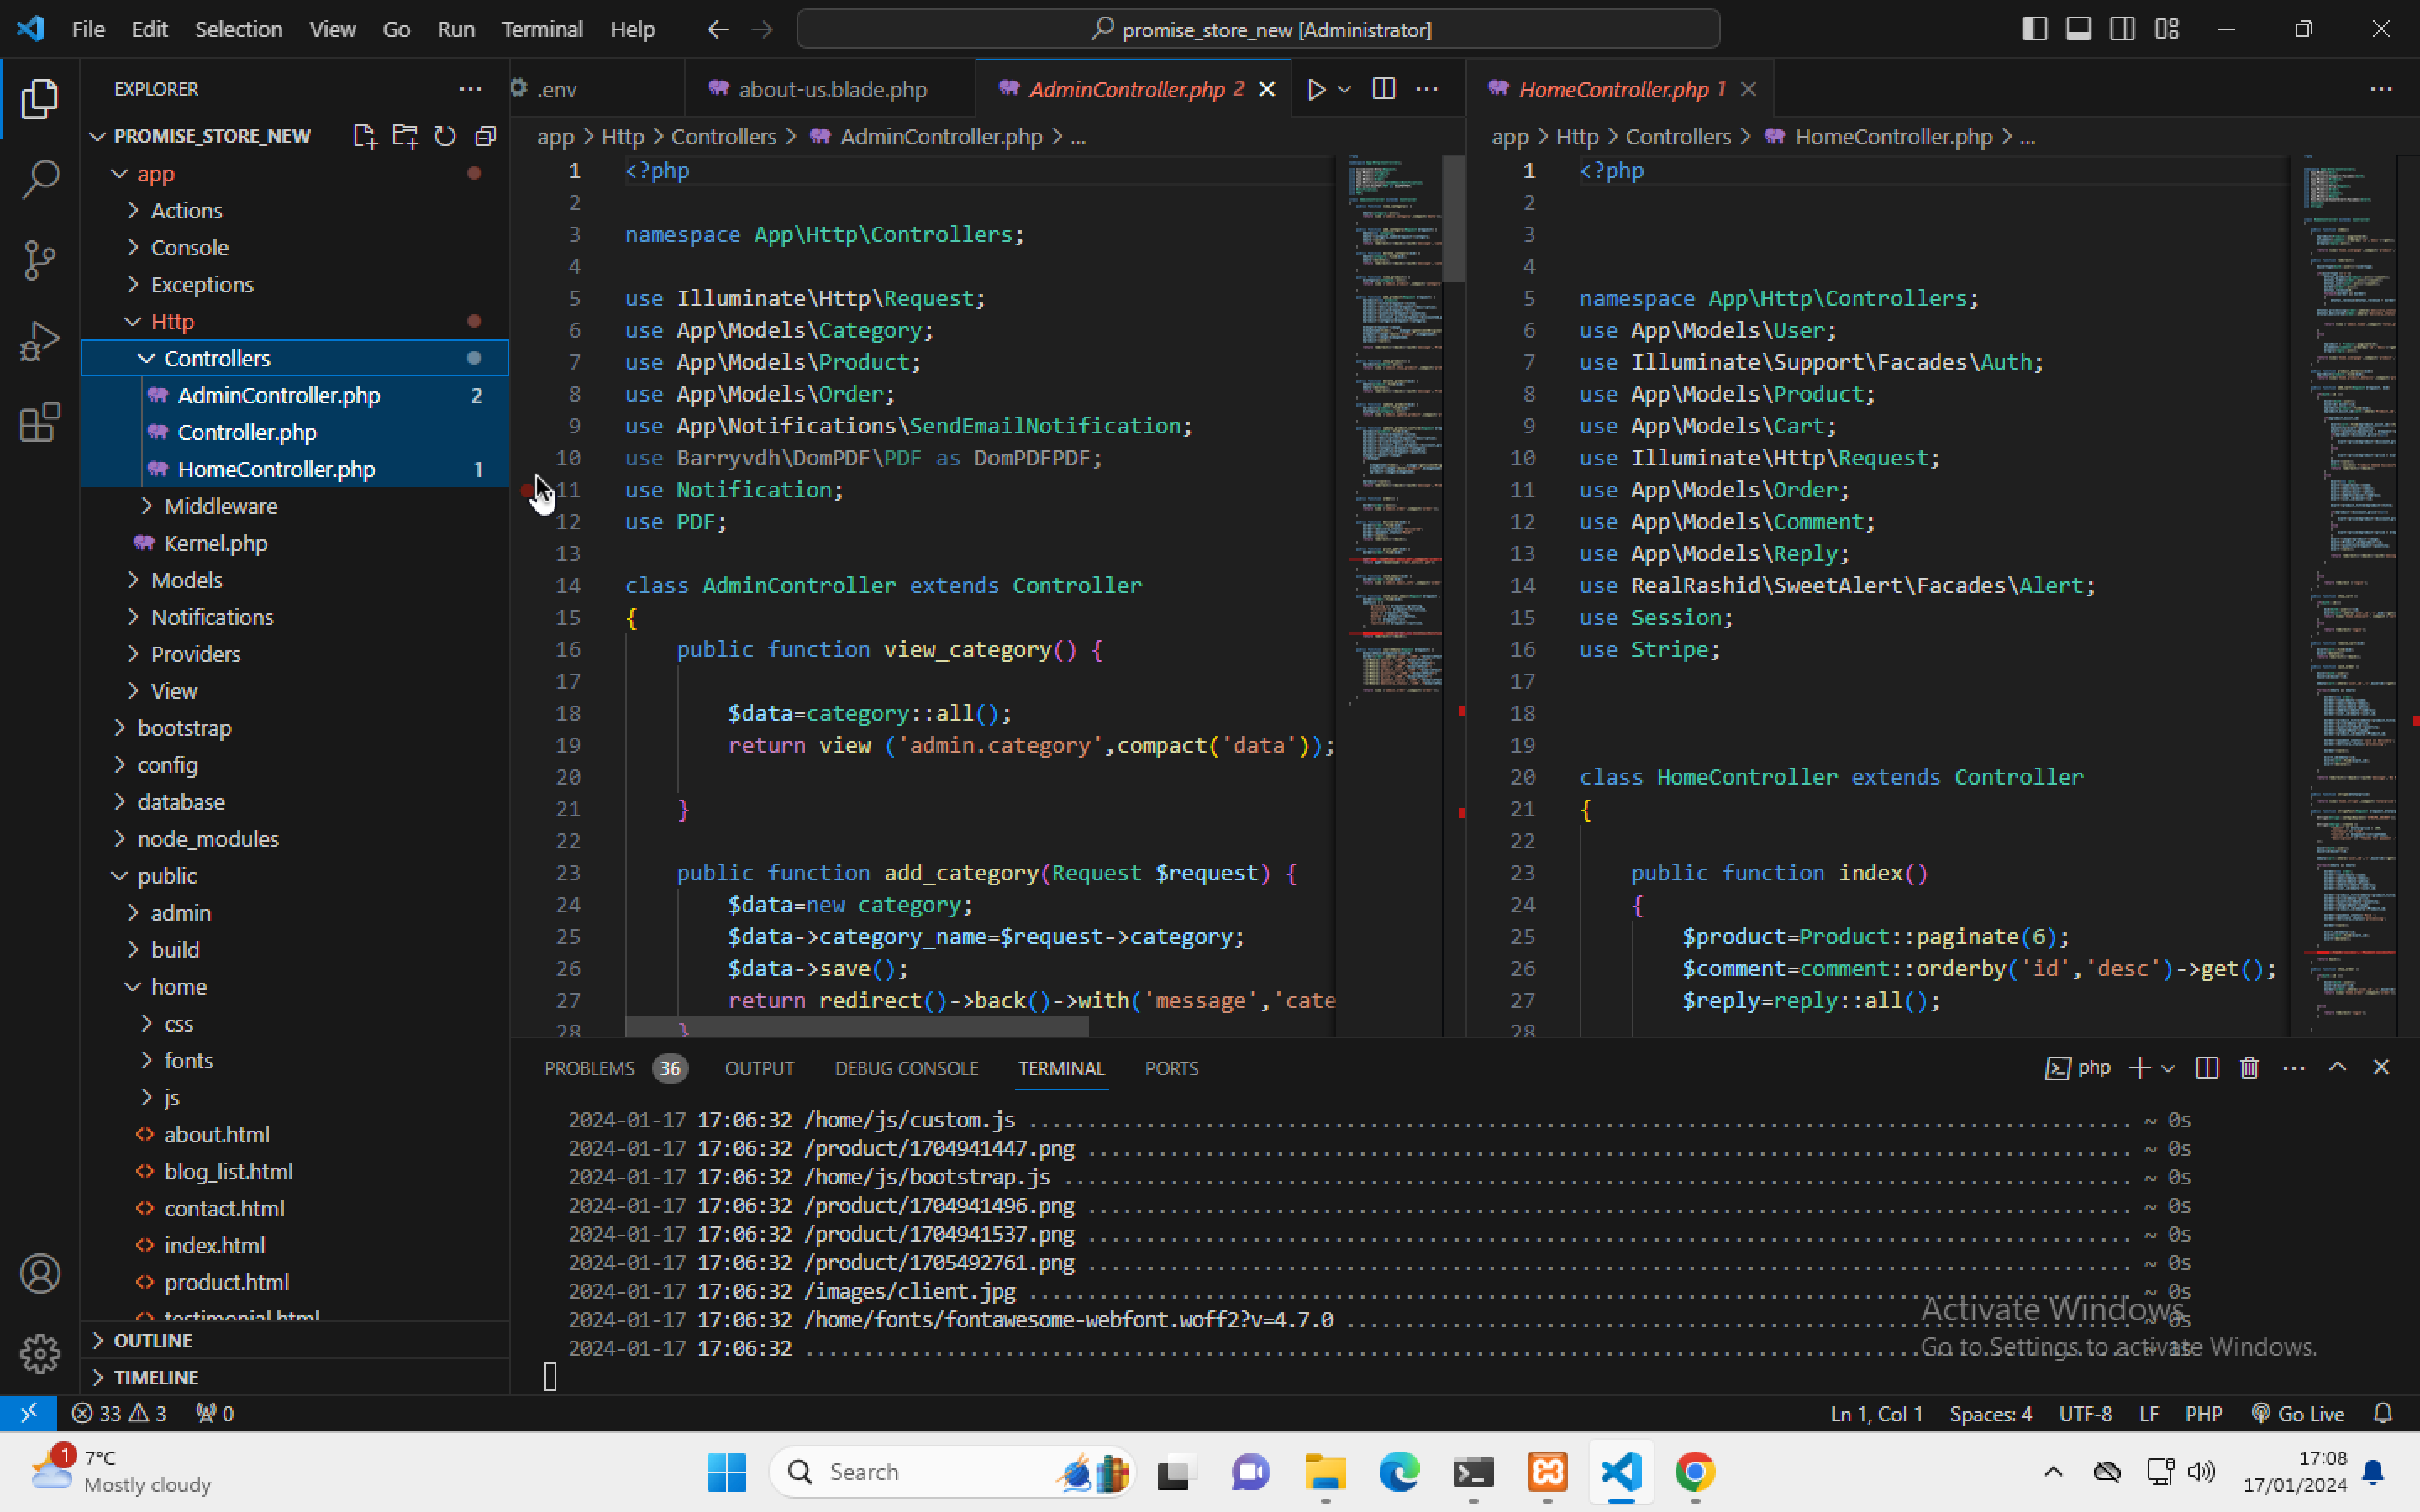 File Edit Selection View Go Run Terminal Help
promise_store_new [Administrator]
EXPLORER
PROMISE_STORE_NEW
app
Actions
Console
Exceptions
Http
Controllers
AdminController.php 2
Controller.php
HomeController.php 1
Middleware
Kernel.php
Models
Notifications
Providers
View
bootstrap
config
database
node_modules
public
admin
build
home
css
fonts
js
about.html
blog_list.html
contact.html
index.html
product.html
testimonial.html
OUTLINE
TIMELINE
.env
about-us.blade.php
AdminController.php 2
app > Http > Controllers > AdminController.php > ...
1 <?php
2
3 namespace App\Http\Controllers;
4
5 use Illuminate\Http\Request;
6 use App\Models\Category;
7 use App\Models\Product;
8 use App\Models\Order;
9 use App\Notifications\SendEmailNotification;
10 use Barryvdh\DomPDF\PDF as DomPDFPDF;
11 use Notification;
12 use PDF;
13
14 class AdminController extends Controller
15 {
16 public function view_category() {
17
18 $data=category::all();
19 return view ('admin.category',compact('data'));
20
21 }
22
23 public function add_category(Request $request) {
24 $data=new category;
25 $data->category_name=$request->category;
26 $data->save();
27 return redirect()->back()->with('message','cate
28 }
HomeController.php 1
app > Http > Controllers > HomeController.php > ...
1 <?php
2
3
4
5 namespace App\Http\Controllers;
6 use App\Models\User;
7 use Illuminate\Support\Facades\Auth;
8 use App\Models\Product;
9 use App\Models\Cart;
10 use Illuminate\Http\Request;
11 use App\Models\Order;
12 use App\Models\Comment;
13 use App\Models\Reply;
14 use RealRashid\SweetAlert\Facades\Alert;
15 use Session;
16 use Stripe;
17
18
19
20 class HomeController extends Controller
21 {
22
23 public function index()
24 {
25 $product=Product::paginate(6);
26 $comment=comment::orderby('id','desc')->get();
27 $reply=reply::all();
28
PROBLEMS 36 OUTPUT DEBUG CONSOLE TERMINAL PORTS
php
2024-01-17 17:06:32 /home/js/custom.js ~ 0s
2024-01-17 17:06:32 /product/1704941447.png ~ 0s
2024-01-17 17:06:32 /home/js/bootstrap.js ~ 0s
2024-01-17 17:06:32 /product/1704941496.png ~ 0s
2024-01-17 17:06:32 /product/1704941537.png ~ 0s
2024-01-17 17:06:32 /product/1705492761.png ~ 0s
2024-01-17 17:06:32 /images/client.jpg ~ 0s
2024-01-17 17:06:32 /home/fonts/fontawesome-webfont.woff2?v=4.7.0 ~ 0s
2024-01-17 17:06:32 ~ 1s
Activate Windows
Go to Settings to activate Windows.
33 3 0
Ln 1, Col 1 Spaces: 4 UTF-8 LF PHP Go Live
1
7°C
Mostly cloudy
Search
17:08
17/01/2024